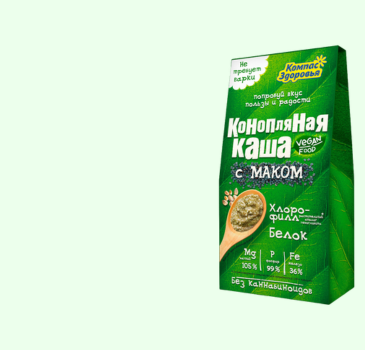 Не
требует
варки
Компас
Здоровья
попробуй вкус
пользы и радости
КОНОПЛЯНАЯ
КАША
VEGAN
FOOD
С МАКОМ
Хлоро-
филл
Белок
Mg P Fe
105% 99% 36%
Без каннабиноидов